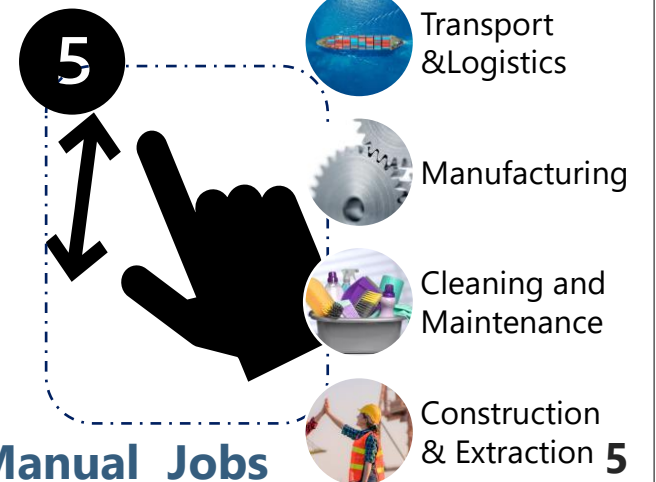 5
Transport
&Logistics
Manufacturing
Cleaning and
Maintenance
Construction
& Extraction
Manual Jobs
5